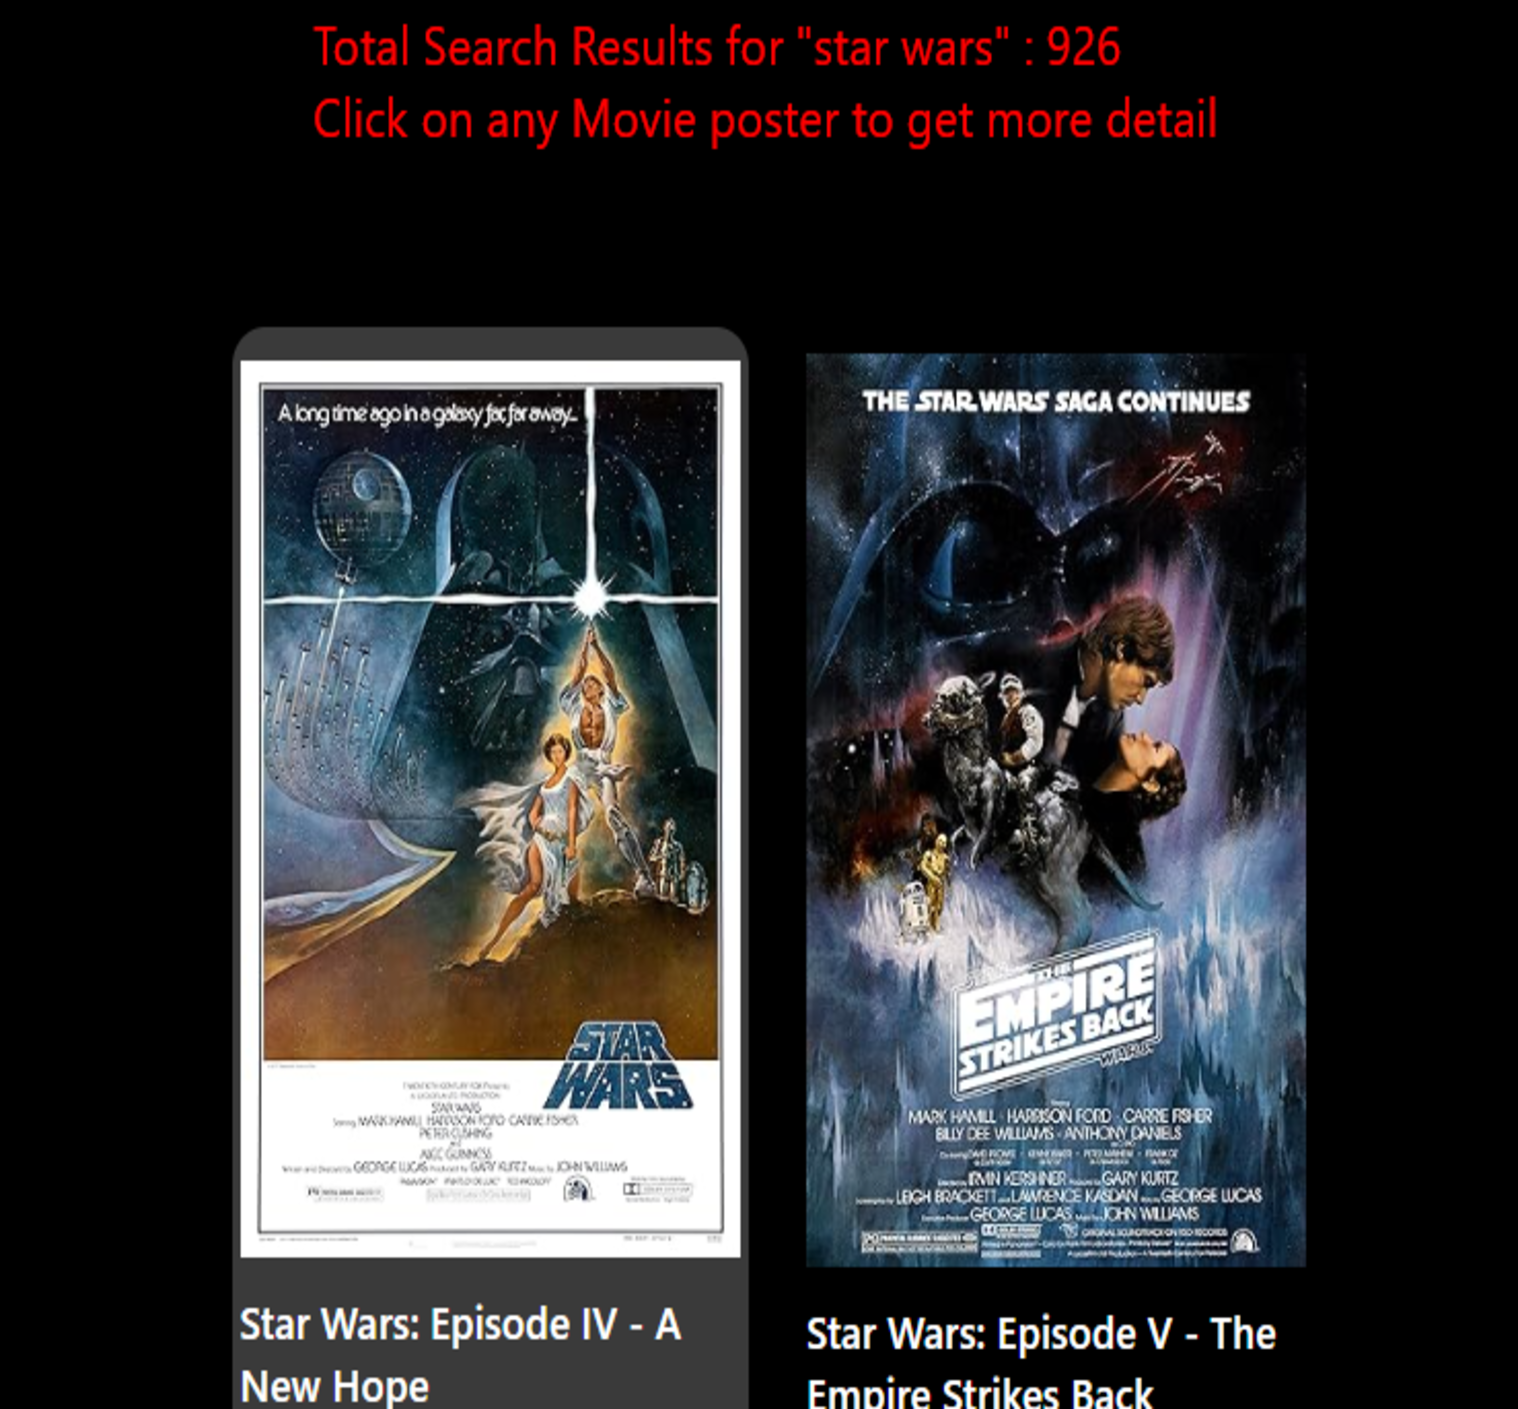 Total Search Results for "star wars" : 926
Click on any Movie poster to get more detail
A long time ago in a galaxy far, far away...
STAR
WARS
TWENTIETH CENTURY-FOX Presents
A LUCASFILM LTD. PRODUCTION
STAR WARS
Starring MARK HAMILL HARRISON FORD CARRIE FISHER
PETER CUSHING
and
ALEC GUINNESS
Written and Directed by GEORGE LUCAS Produced by GARY KURTZ Music by JOHN WILLIAMS
Star Wars: Episode IV - A
New Hope
THE STAR WARS SAGA CONTINUES
THE
EMPIRE
STRIKES BACK
WARS
MARK HAMILL · HARRISON FORD · CARRIE FISHER
BILLY DEE WILLIAMS · ANTHONY DANIELS
IRVIN KERSHNER GARY KURTZ
LEIGH BRACKETT LAWRENCE KASDAN GEORGE LUCAS
GEORGE LUCAS JOHN WILLIAMS
Star Wars: Episode V - The
Empire Strikes Back